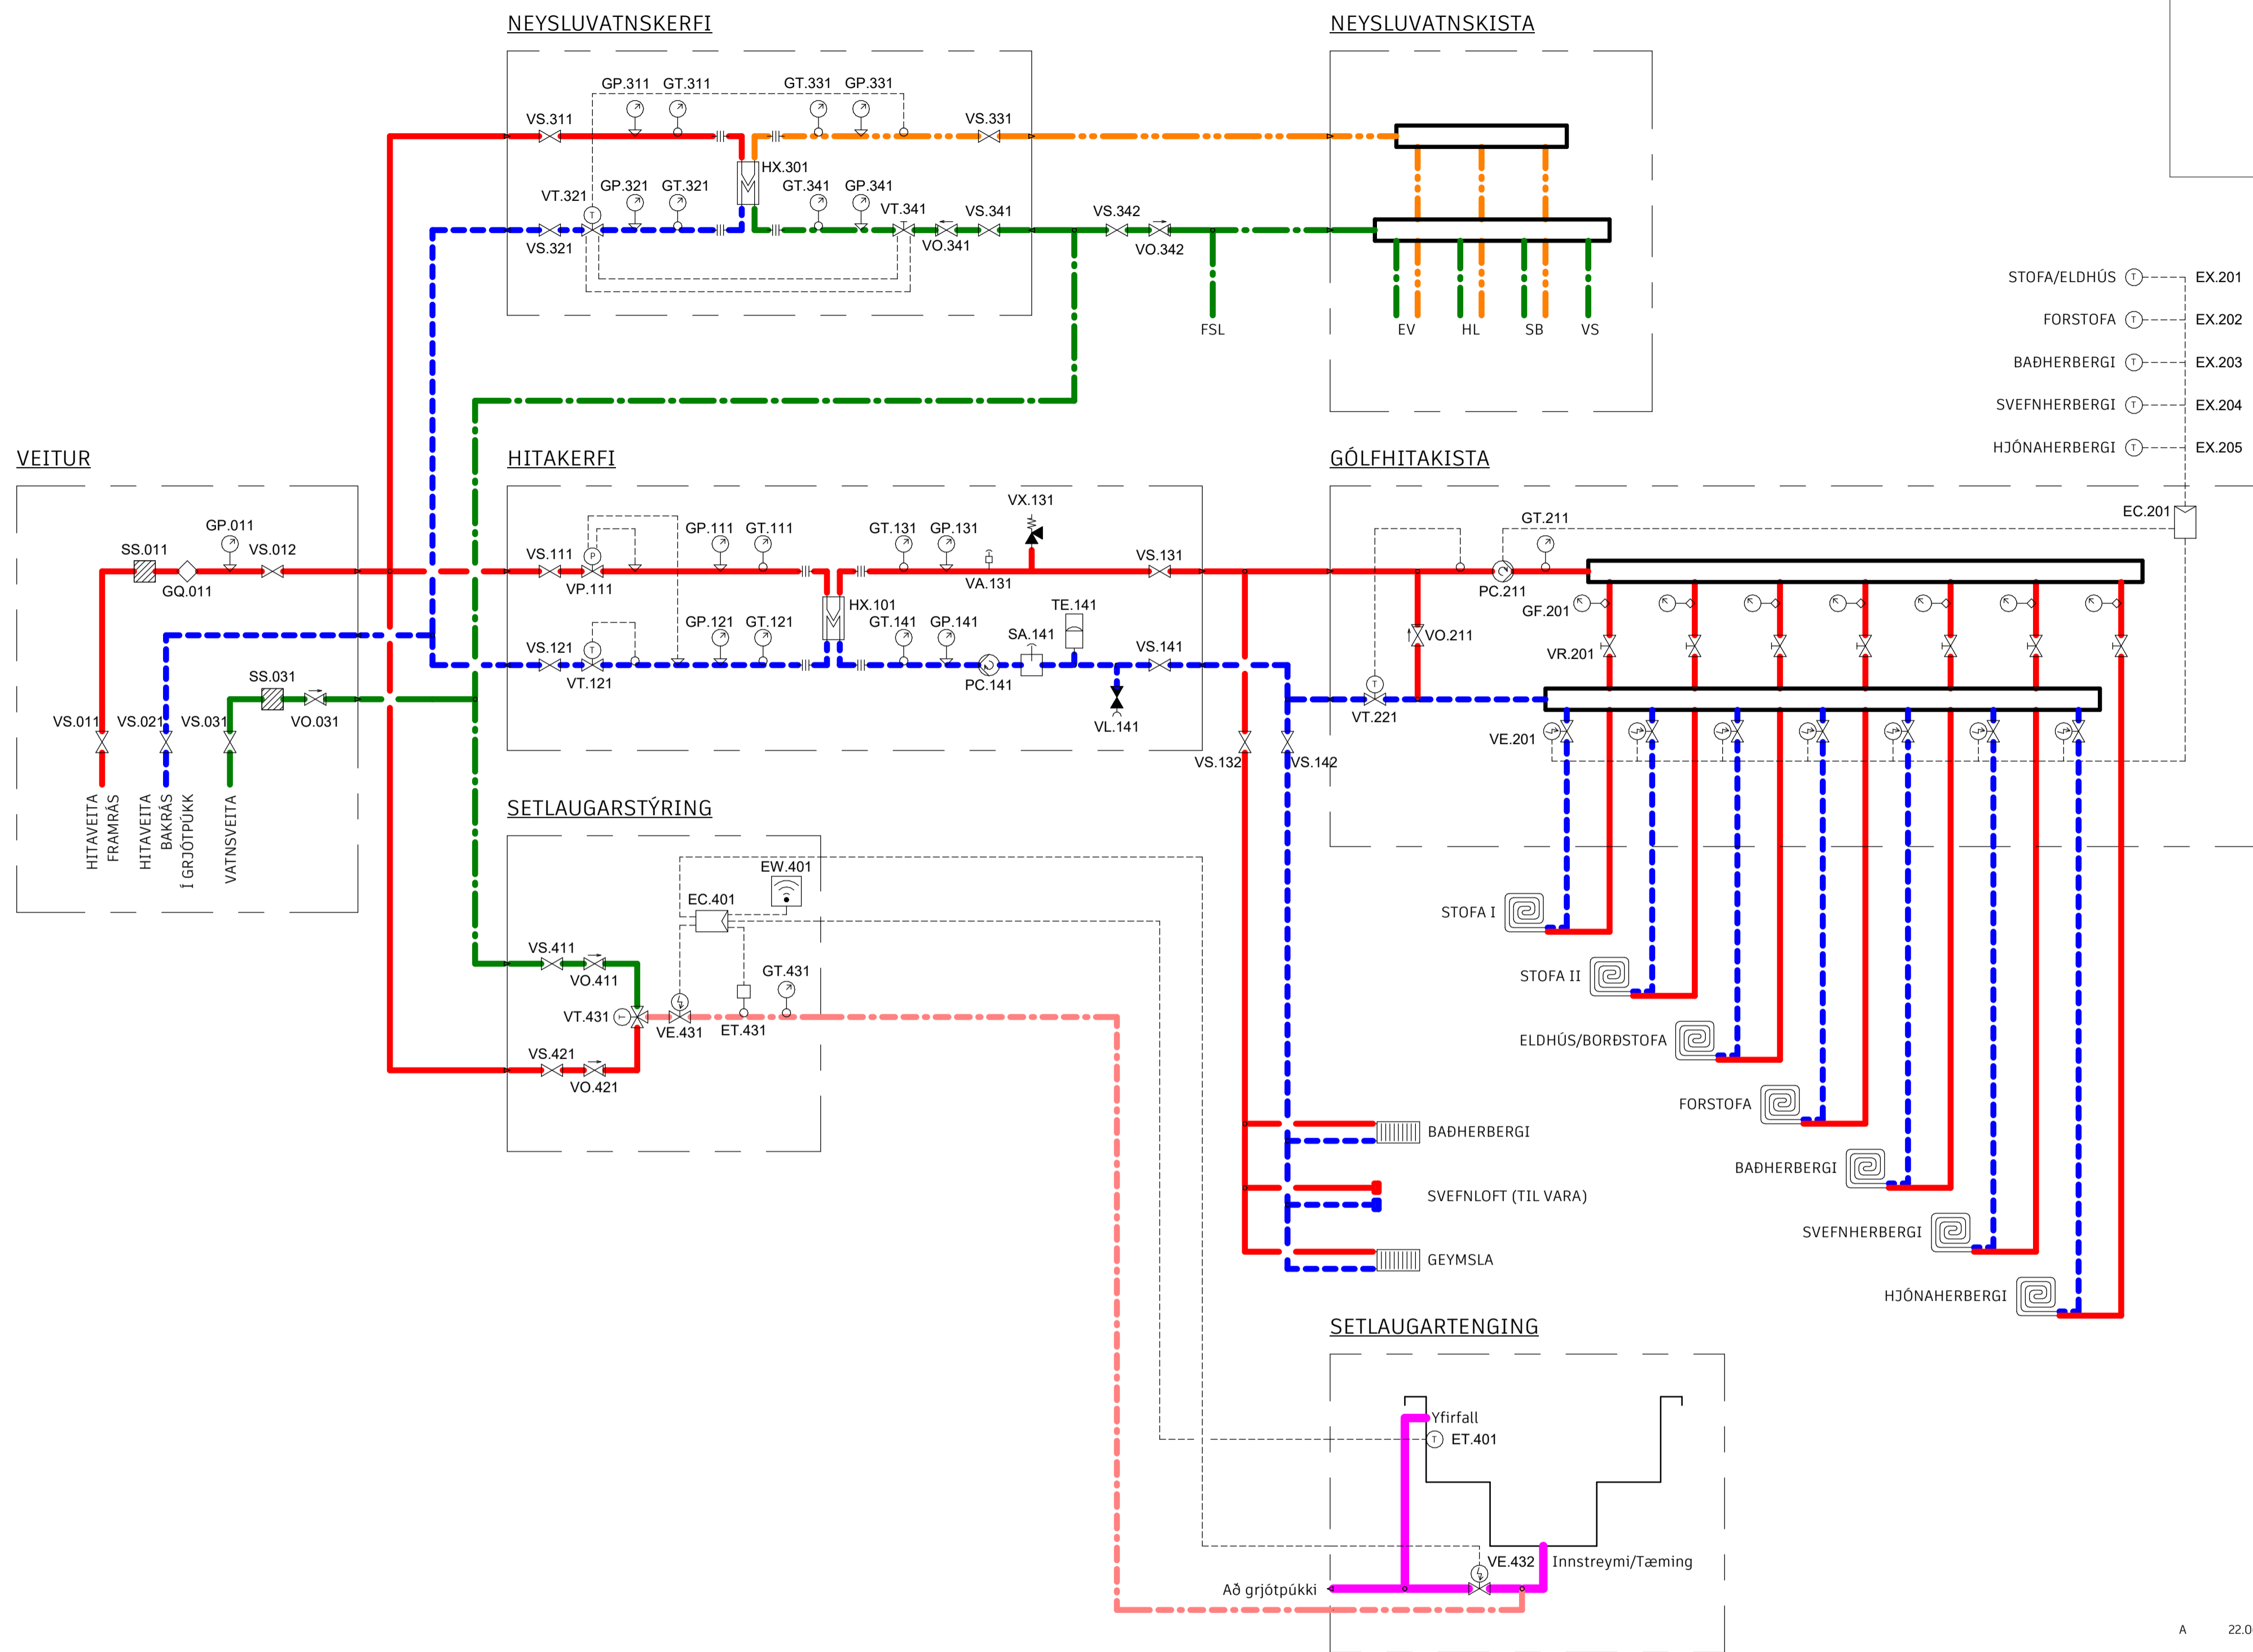 NEYSLUVATNSKERFI
GP.311 GT.311 GT.331 GP.331
VS.311 VS.331
HX.301
VT.321 GP.321 GT.321 GT.341 GP.341 VT.341 VS.341
VS.321 VO.341
VS.342
VO.342
FSL
NEYSLUVATNSKISTA
EV HL SB VS
STOFA/ELDHÚS T EX.201
FORSTOFA T EX.202
BAÐHERBERGI T EX.203
SVEFNHERBERGI T EX.204
HJÓNAHERBERGI T EX.205
VEITUR
GP.011
SS.011 VS.012
GQ.011
SS.031
VO.031
VS.011 VS.021 VS.031
HITAVEITA
FRAMRÁS
HITAVEITA
BAKRÁS
Í GRJÓTPÚKK
VATNSVEITA
HITAKERFI
VX.131
VS.111 P GP.111 GT.111 GT.131 GP.131 VS.131
VP.111 VA.131
HX.101 TE.141
VS.121 T GP.121 GT.121 GT.141 GP.141 SA.141 VS.141
VT.121 PC.141
VL.141
VS.132 VS.142
GÓLFHITAKISTA
EC.201
GT.211
PC.211
GF.201
VO.211
VR.201
T
VT.221
VE.201
STOFA I
STOFA II
ELDHÚS/BORÐSTOFA
FORSTOFA
BAÐHERBERGI
SVEFNHERBERGI
HJÓNAHERBERGI
SETLAUGARSTÝRING
EW.401
EC.401
VS.411
VO.411
GT.431
VT.431 T
VE.431 ET.431
VS.421
VO.421
BAÐHERBERGI
SVEFNLOFT (TIL VARA)
GEYMSLA
SETLAUGARTENGING
Yfirfall
T ET.401
VE.432 Innstreymi/Tæming
Að grjótpúkki
A 22.0